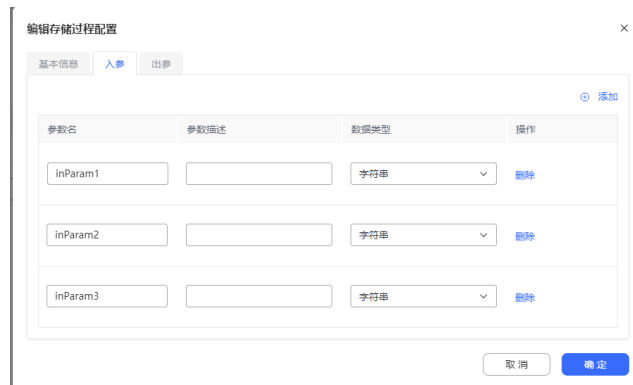 编辑存储过程配置
基本信息 入参 出参
添加
参数名 参数描述 数据类型 操作
inParam1 字符串 删除
inParam2 字符串 删除
inParam3 字符串 删除
取消 确定